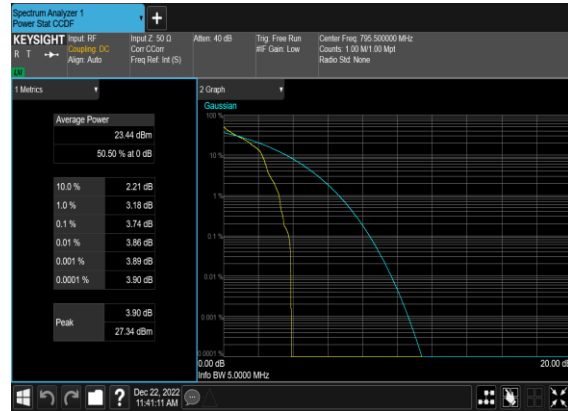 Spectrum Analyzer 1
Power Stat CCDF
+
KEYSIGHT
R T
LW
Input: RF
Coupling: DC
Align: Auto
Input Z: 50 Ω
Corr CCorr
Freq Ref: Int (S)
Atten: 40 dB
Trig: Free Run
#IF Gain: Low
Center Freq: 795.500000 MHz
Counts: 1.00 M/1.00 Mpt
Radio Std: None
1 Metrics
Average Power
23.44 dBm
50.50 % at 0 dB
10.0 % 2.21 dB
1.0 % 3.18 dB
0.1 % 3.74 dB
0.01 % 3.86 dB
0.001 % 3.89 dB
0.0001 % 3.90 dB
Peak
3.90 dB
27.34 dBm
2 Graph
Gaussian
100 %
10 %
1 %
0.1 %
0.01 %
0.001 %
0.0001 %
0.00 dB
20.00 dB
Info BW 5.0000 MHz
?
Dec 22, 2022
11:41:11 AM